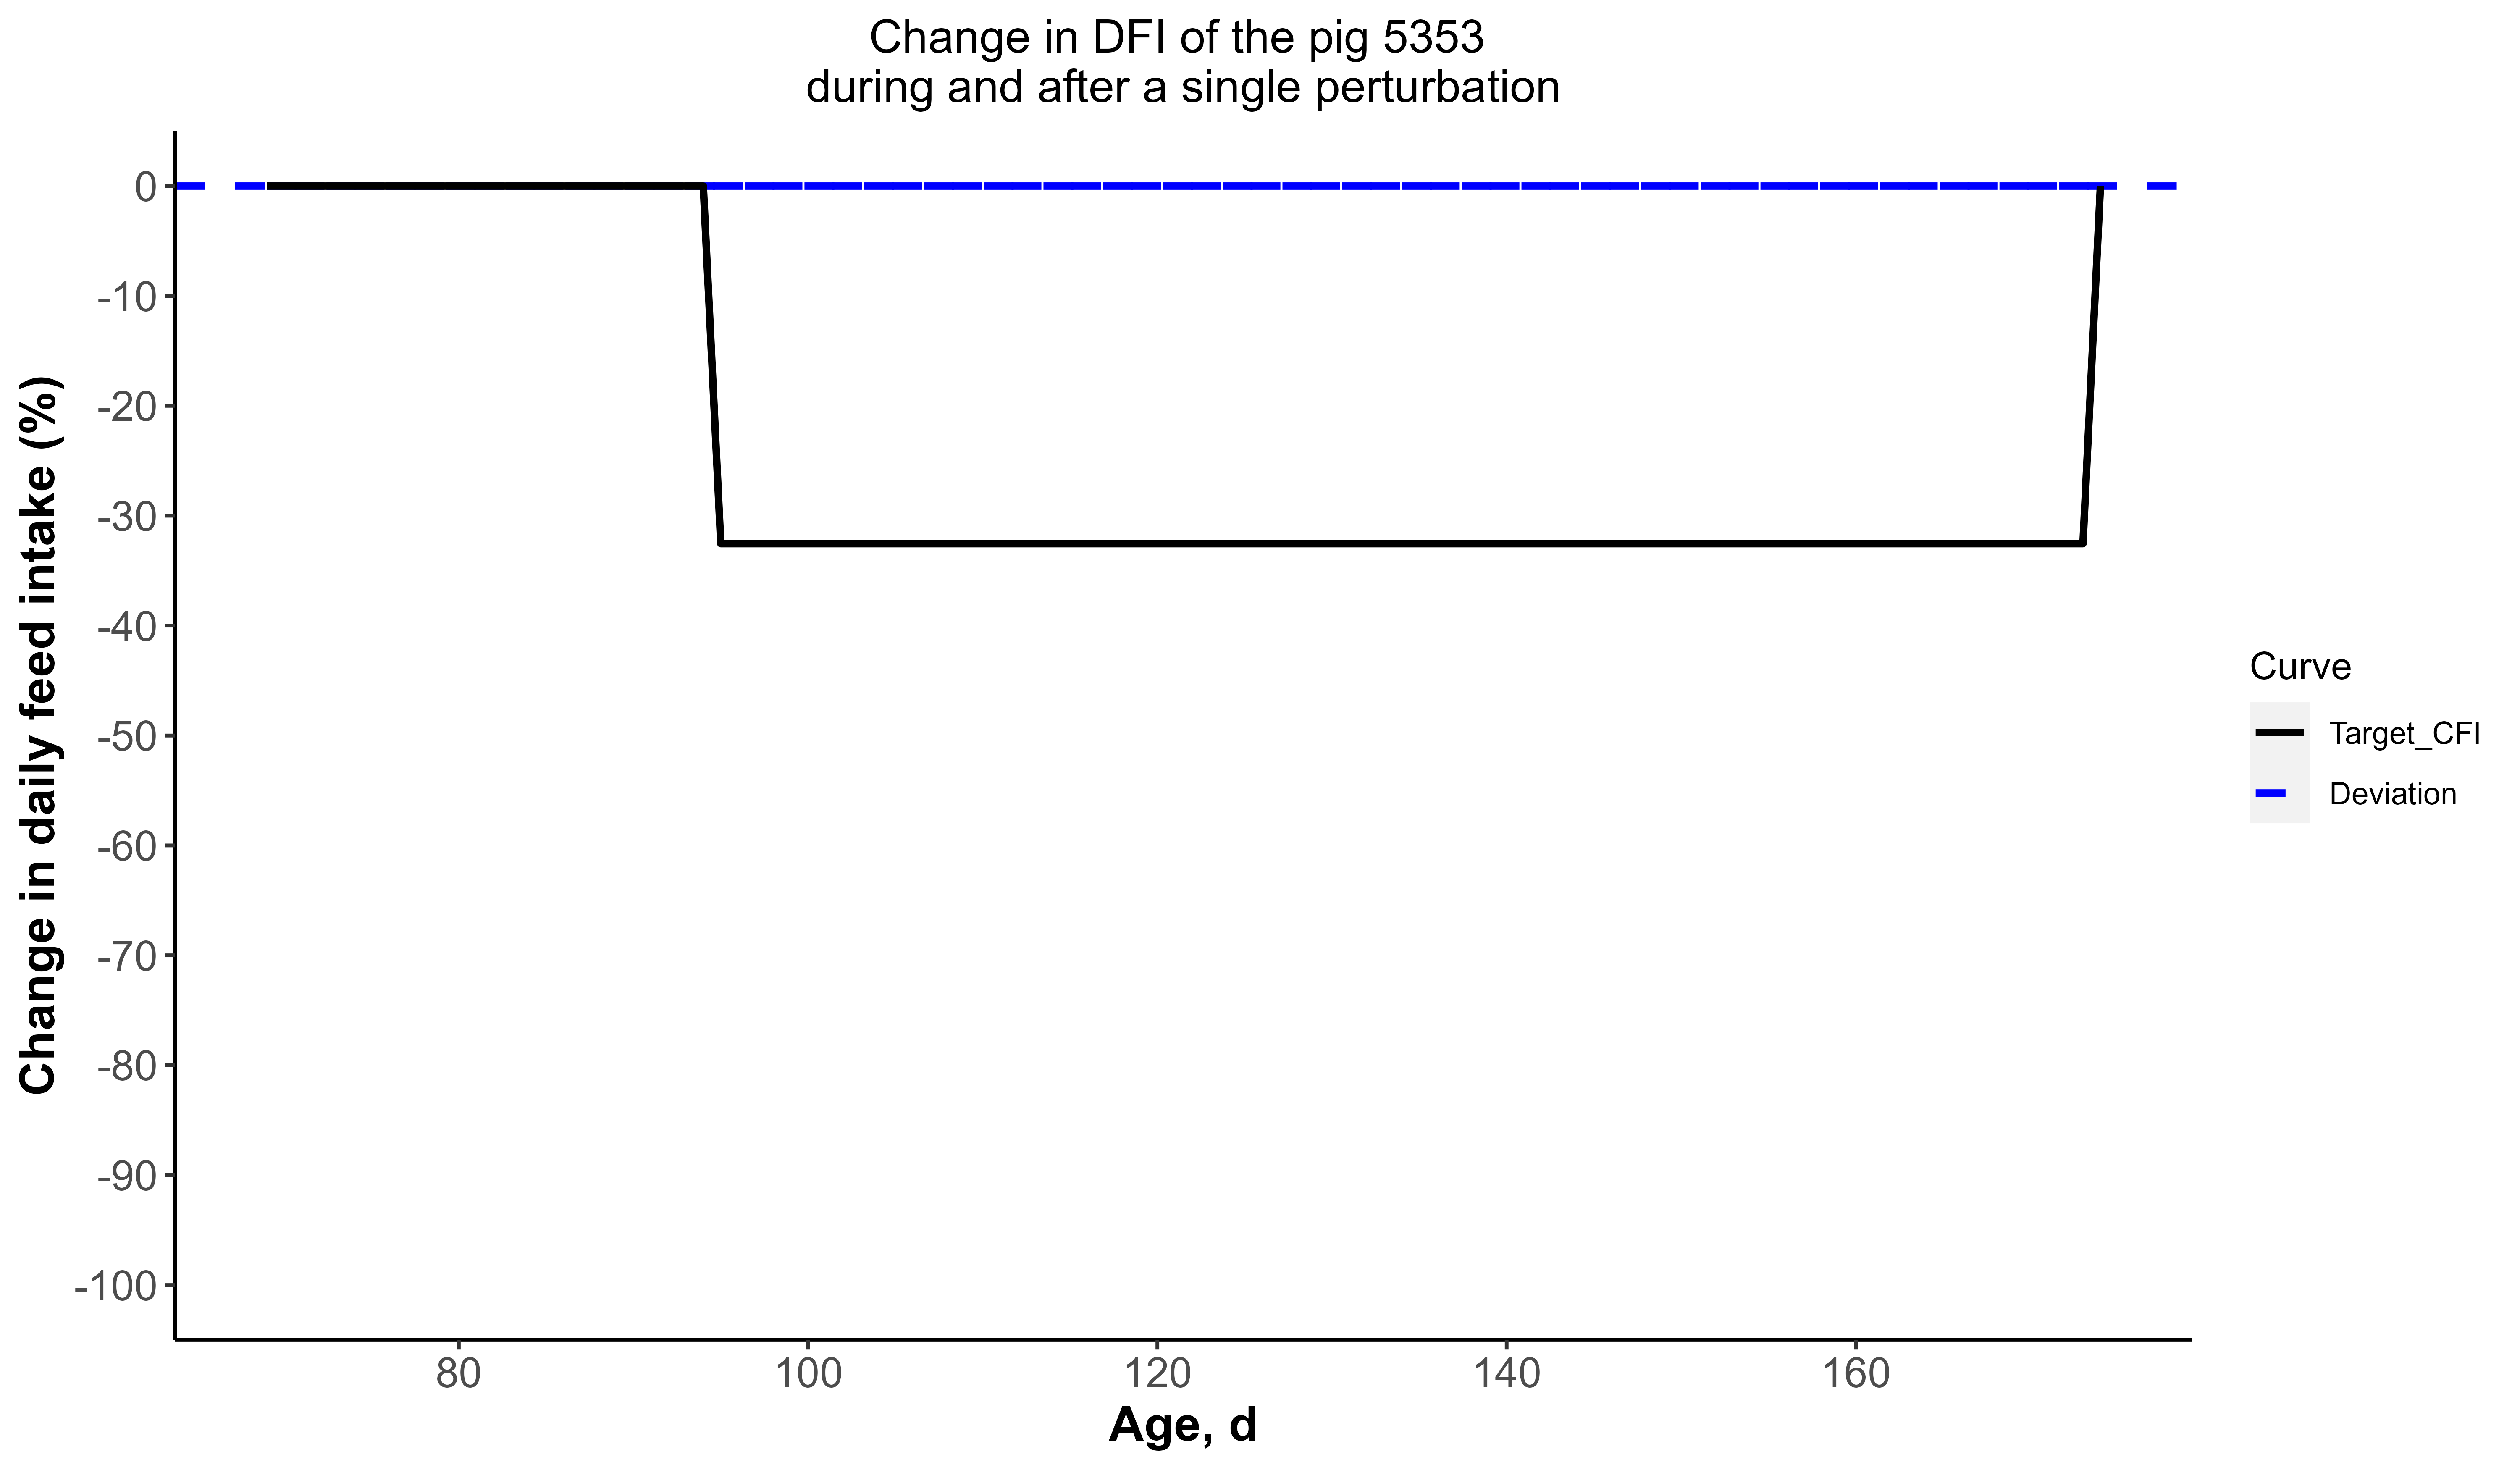 Change in DFI of the pig 5353
during and after a single perturbation
Change in daily feed intake (%)
0
-10
-20
-30
-40
-50
-60
-70
-80
-90
-100
80
100
120
140
160
Age, d
Curve
Target_CFI
Deviation